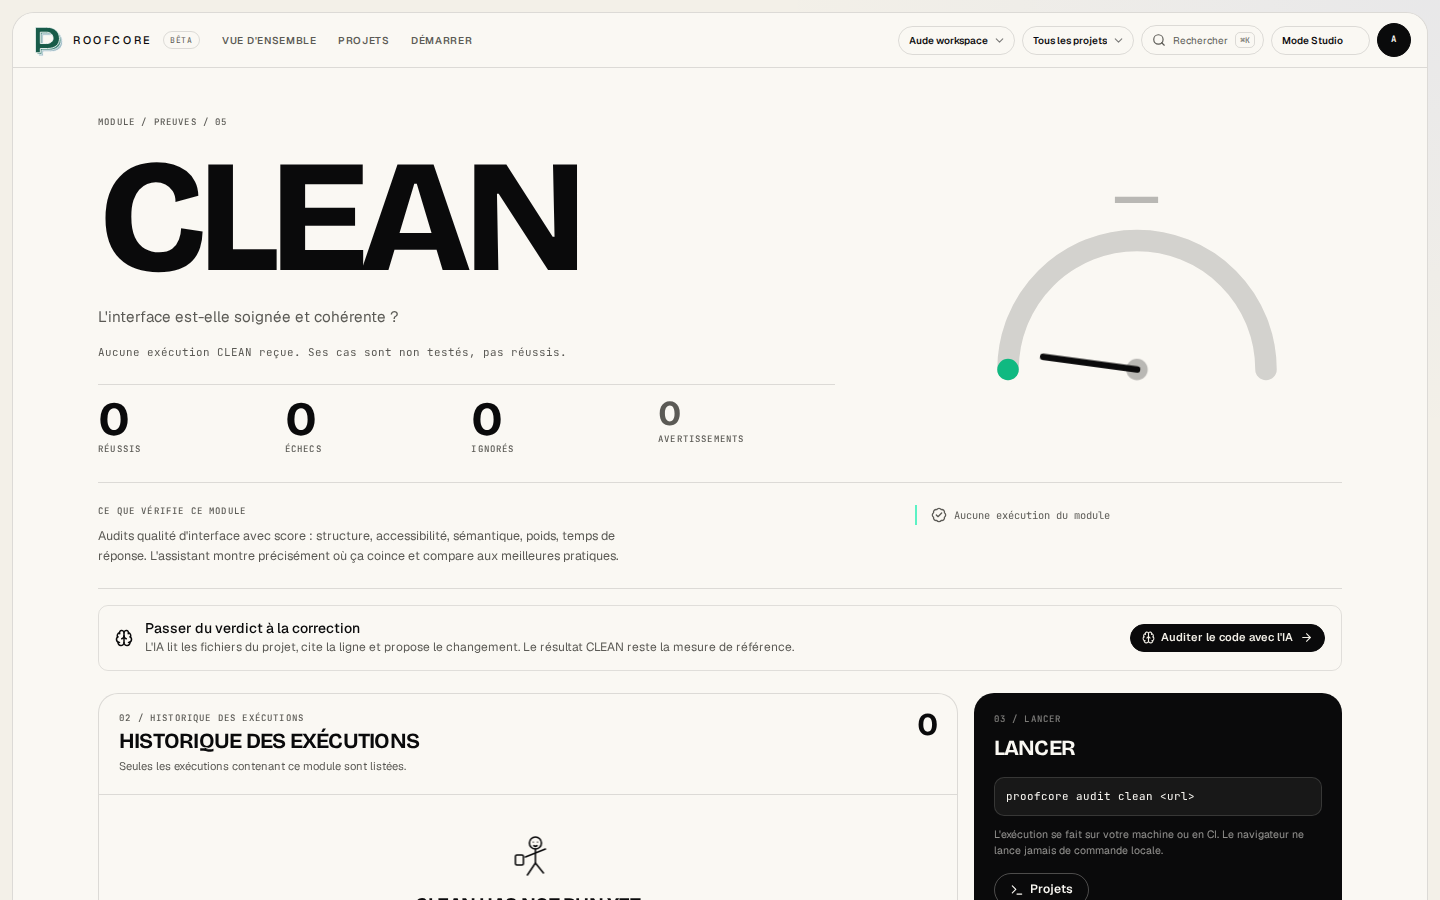 ROOFCORE BÊTA VUE D'ENSEMBLE PROJETS DÉMARRER Aude workspace Tous les projets Rechercher ⌘K Mode Studio A
MODULE / PREUVES / 05
CLEAN
L'interface est-elle soignée et cohérente ?
Aucune exécution CLEAN reçue. Ses cas sont non testés, pas réussis.
0 0 0 0
RÉUSSIS ÉCHECS IGNORÉS AVERTISSEMENTS
CE QUE VÉRIFIE CE MODULE
Audits qualité d'interface avec score : structure, accessibilité, sémantique, poids, temps de
réponse. L'assistant montre précisément où ça coince et compare aux meilleures pratiques.
Aucune exécution du module
Passer du verdict à la correction
L'IA lit les fichiers du projet, cite la ligne et propose le changement. Le résultat CLEAN reste la mesure de référence.
Auditer le code avec l'IA
02 / HISTORIQUE DES EXÉCUTIONS
HISTORIQUE DES EXÉCUTIONS
0
Seules les exécutions contenant ce module sont listées.
03 / LANCER
LANCER
proofcore audit clean <url>
L'exécution se fait sur votre machine ou en CI. Le navigateur ne
lance jamais de commande locale.
Projets
CLEAN HAS NOT RUN YET